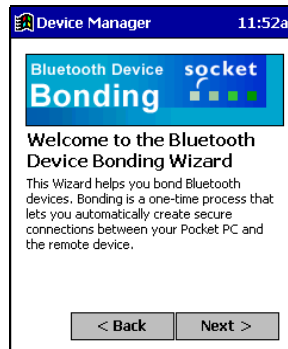 Device Manager 11:52a
Bluetooth Device socket
Bonding
Welcome to the Bluetooth
Device Bonding Wizard
This Wizard helps you bond Bluetooth
devices. Bonding is a one-time process that
lets you automatically create secure
connections between your Pocket PC and
the remote device.
< Back Next >